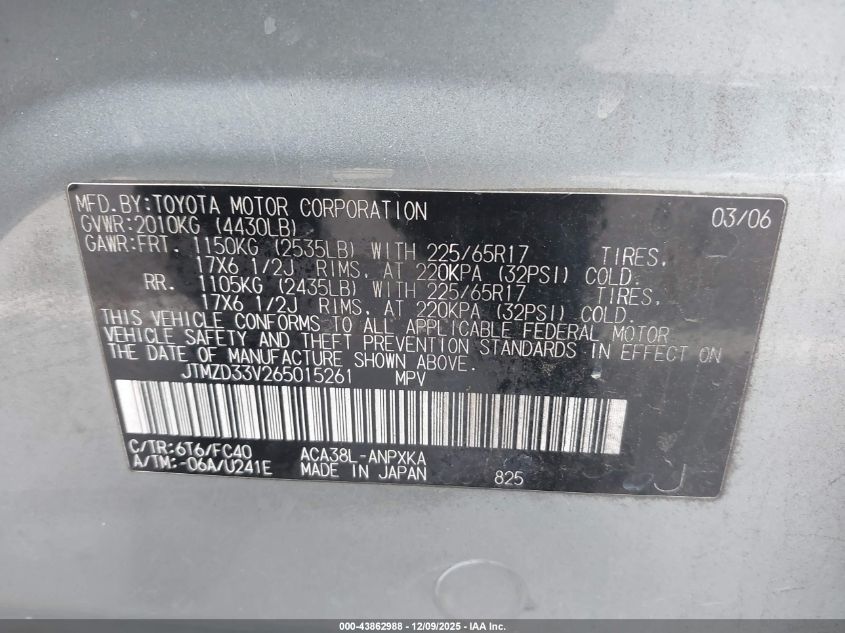 MFD.BY:TOYOTA MOTOR CORPORATION 03/06
GVWR:2010KG (4430LB)
GAWR:FRT. 1150KG (2535LB) WITH 225/65R17 TIRES,
17X6 1/2J RIMS, AT 220KPA (32PSI) COLD.
RR. 1105KG (2435LB) WITH 225/65R17 TIRES,
17X6 1/2J RIMS, AT 220KPA (32PSI) COLD.
THIS VEHICLE CONFORMS TO ALL APPLICABLE FEDERAL MOTOR
VEHICLE SAFETY AND THEFT PREVENTION STANDARDS IN EFFECT ON
THE DATE OF MANUFACTURE SHOWN ABOVE.
JTMZD33V265015261 MPV
C/TR:6T6/FC40 ACA38L-ANPXKA
A/TM:-06A/U241E MADE IN JAPAN 825
J
000-43862988 - 12/09/2025 - IAA Inc.